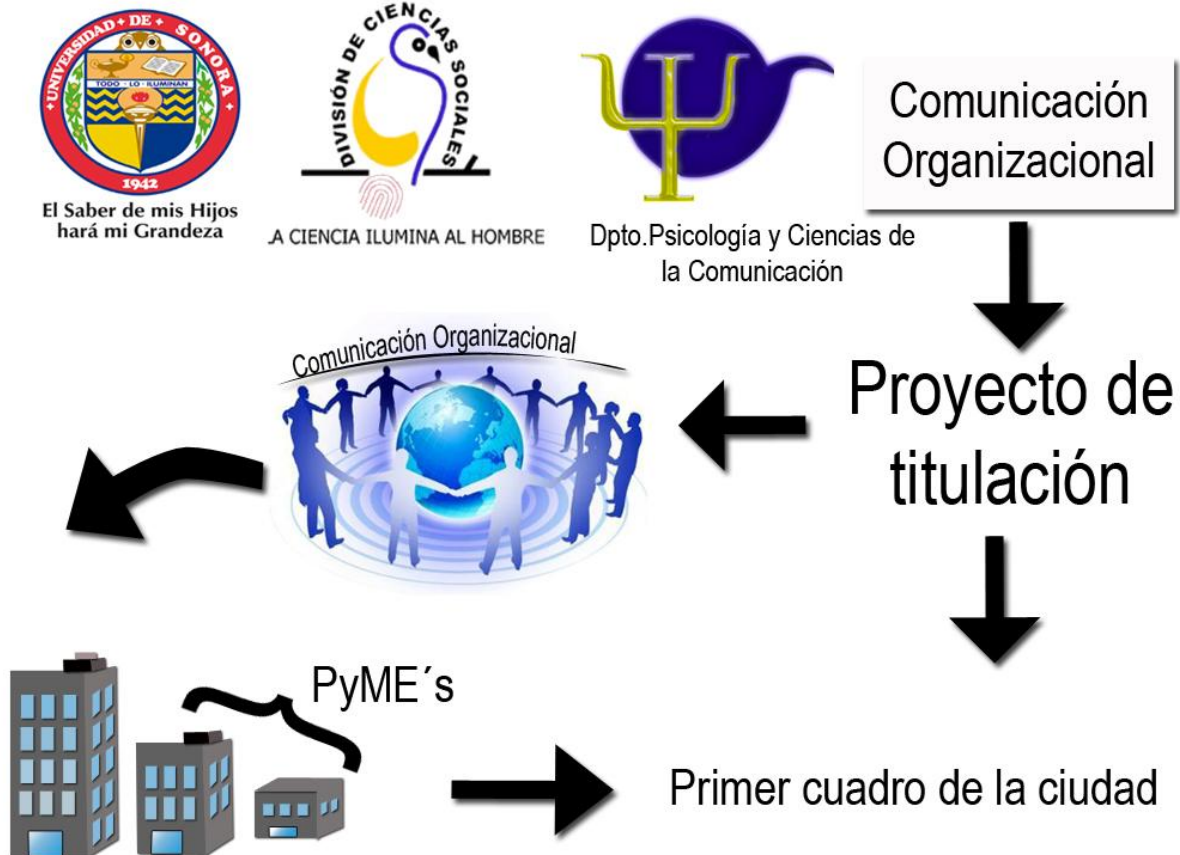 UNIVERSIDAD DE SONORA
TODO LO ILUMINAN
1942
El Saber de mis Hijos
hará mi Grandeza
DIVISIÓN DE CIENCIAS SOCIALES
.A CIENCIA ILUMINA AL HOMBRE
Dpto.Psicología y Ciencias de
la Comunicación
Comunicación
Organizacional
Comunicación Organizacional
Proyecto de
titulación
PyME´s
Primer cuadro de la ciudad